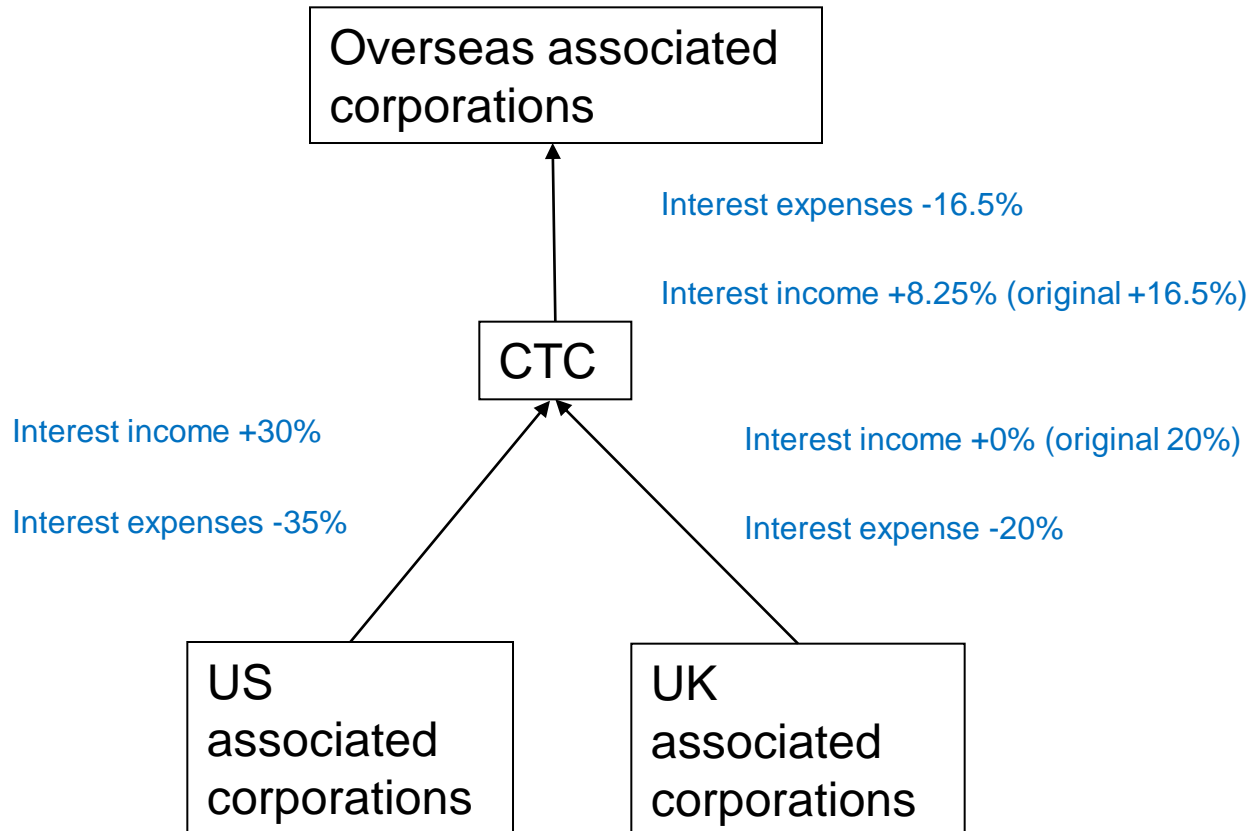 Overseas associated
corporations
Interest expenses -16.5%
Interest income +8.25% (original +16.5%)
CTC
Interest income +30%
Interest expenses -35%
Interest income +0% (original 20%)
Interest expense -20%
US
associated
corporations
UK
associated
corporations